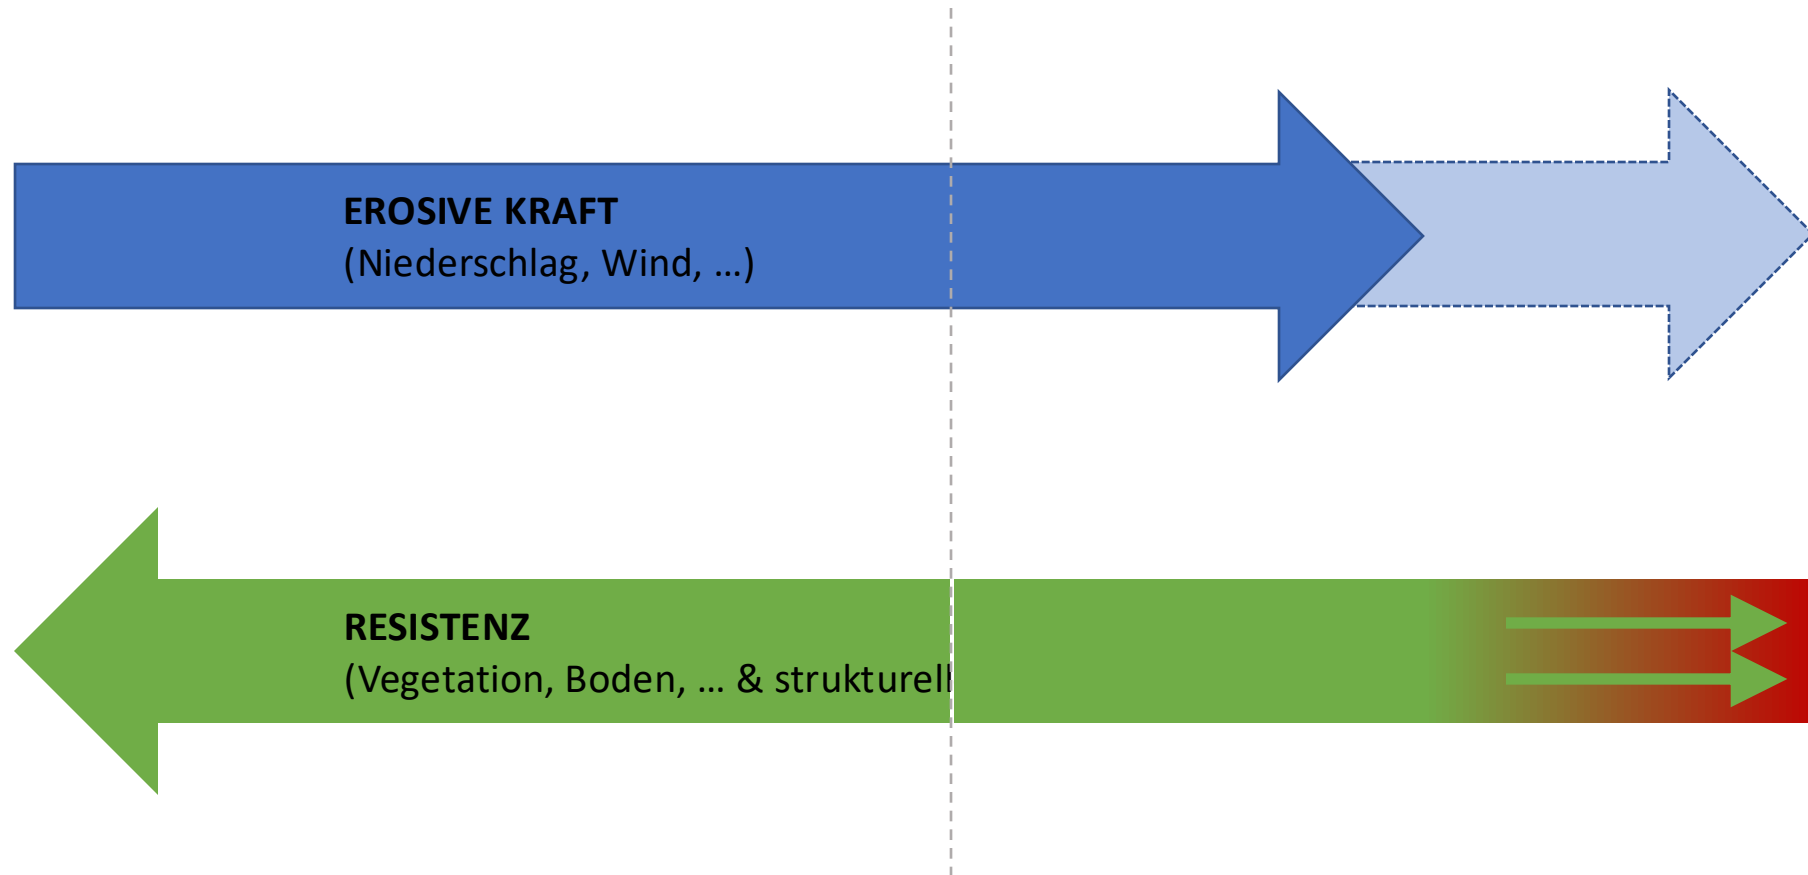 EROSIVE KRAFT
(Niederschlag, Wind, …)
RESISTENZ
(Vegetation, Boden, … & strukturell